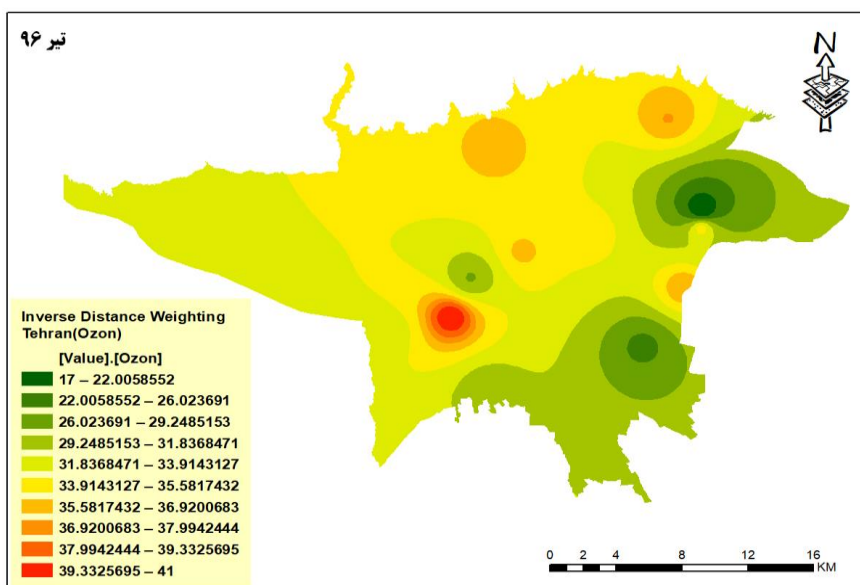 تیر ۹۶
N
Inverse Distance Weighting
Tehran(Ozon)
[Value].[Ozon]
17 – 22.0058552
22.0058552 – 26.023691
26.023691 – 29.2485153
29.2485153 – 31.8368471
31.8368471 – 33.9143127
33.9143127 – 35.5817432
35.5817432 – 36.9200683
36.9200683 – 37.9942444
37.9942444 – 39.3325695
39.3325695 – 41
0 2 4 8 12 16
KM